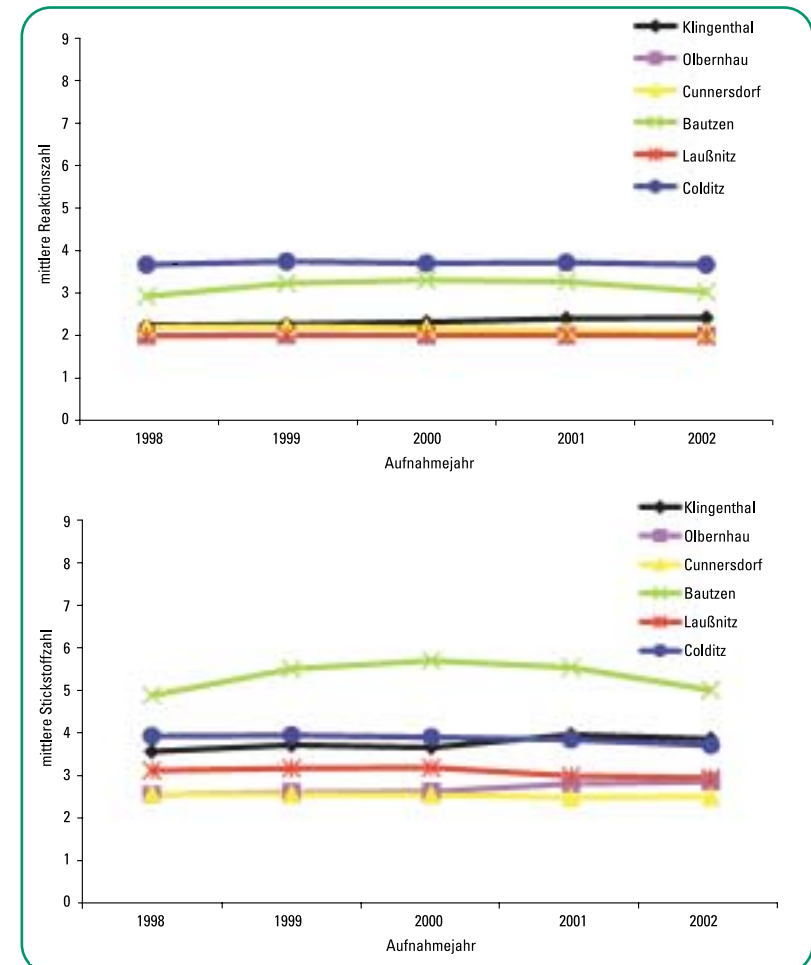 9
8
7
6
5
4
3
2
1
0
mittlere Reaktionszahl
Klingenthal
Olbernhau
Cunnersdorf
Bautzen
Laußnitz
Colditz
1998 1999 2000 2001 2002
Aufnahmejahr
9
8
7
6
5
4
3
2
1
0
mittlere Stickstoffzahl
Klingenthal
Olbernhau
Cunnersdorf
Bautzen
Laußnitz
Colditz
1998 1999 2000 2001 2002
Aufnahmejahr